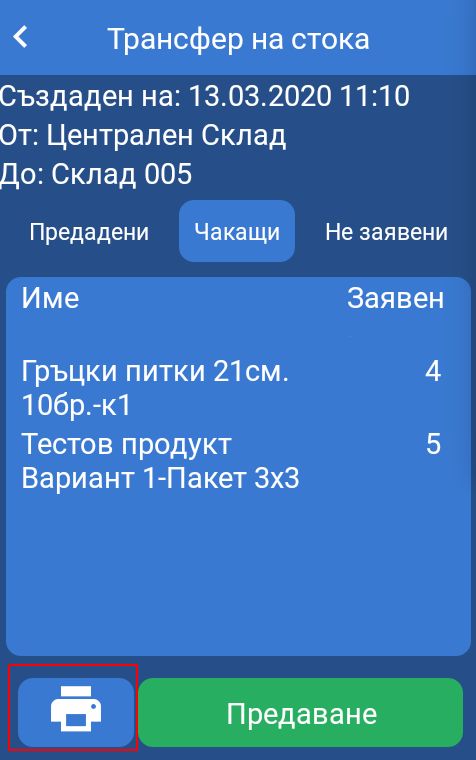 Трансфер на стока
Създаден на: 13.03.2020 11:10
От: Централен Склад
До: Склад 005
Предадени Чакащи Не заявени
Име Заявен
Гръцки питки 21см. 4
10бр.-к1
Тестов продукт 5
Вариант 1-Пакет 3x3
Предаване